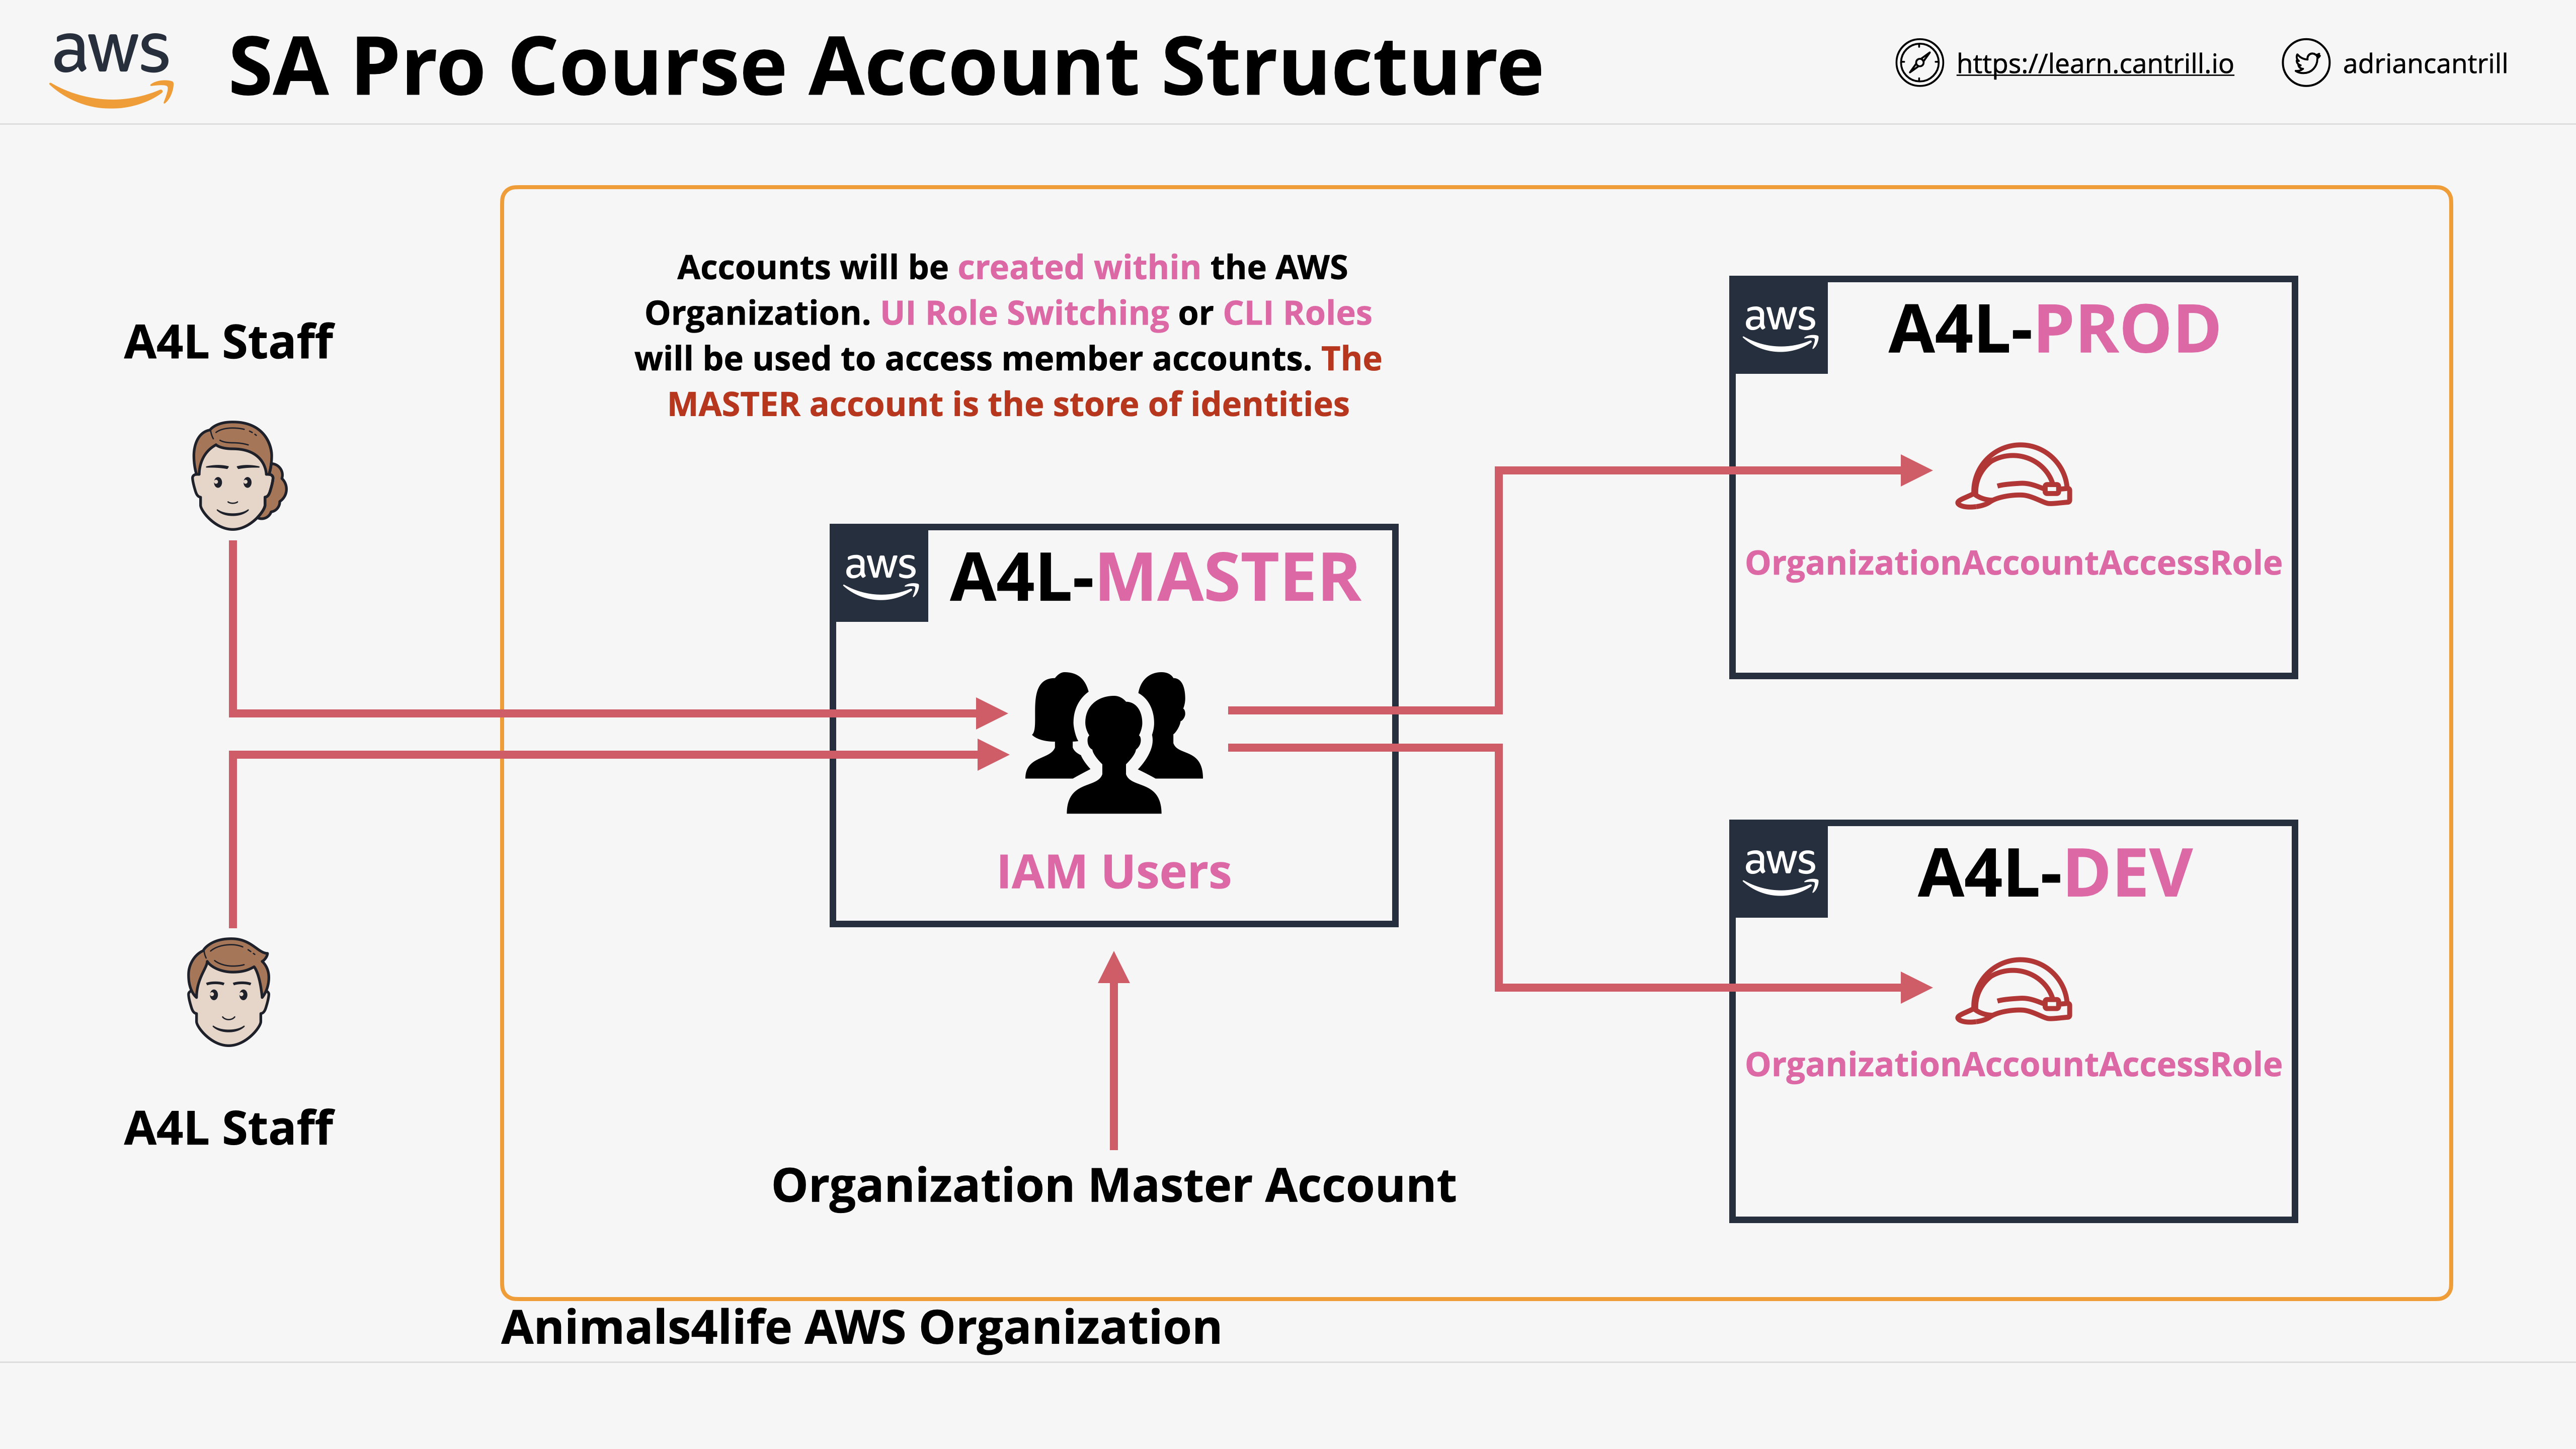 aws
SA Pro Course Account Structure
https://learn.cantrill.io
adriancantrill
Accounts will be created within the AWS
Organization. UI Role Switching or CLI Roles
will be used to access member accounts. The
MASTER account is the store of identities
A4L Staff
A4L Staff
aws
A4L-MASTER
IAM Users
Organization Master Account
aws
A4L-PROD
OrganizationAccountAccessRole
aws
A4L-DEV
OrganizationAccountAccessRole
Animals4life AWS Organization